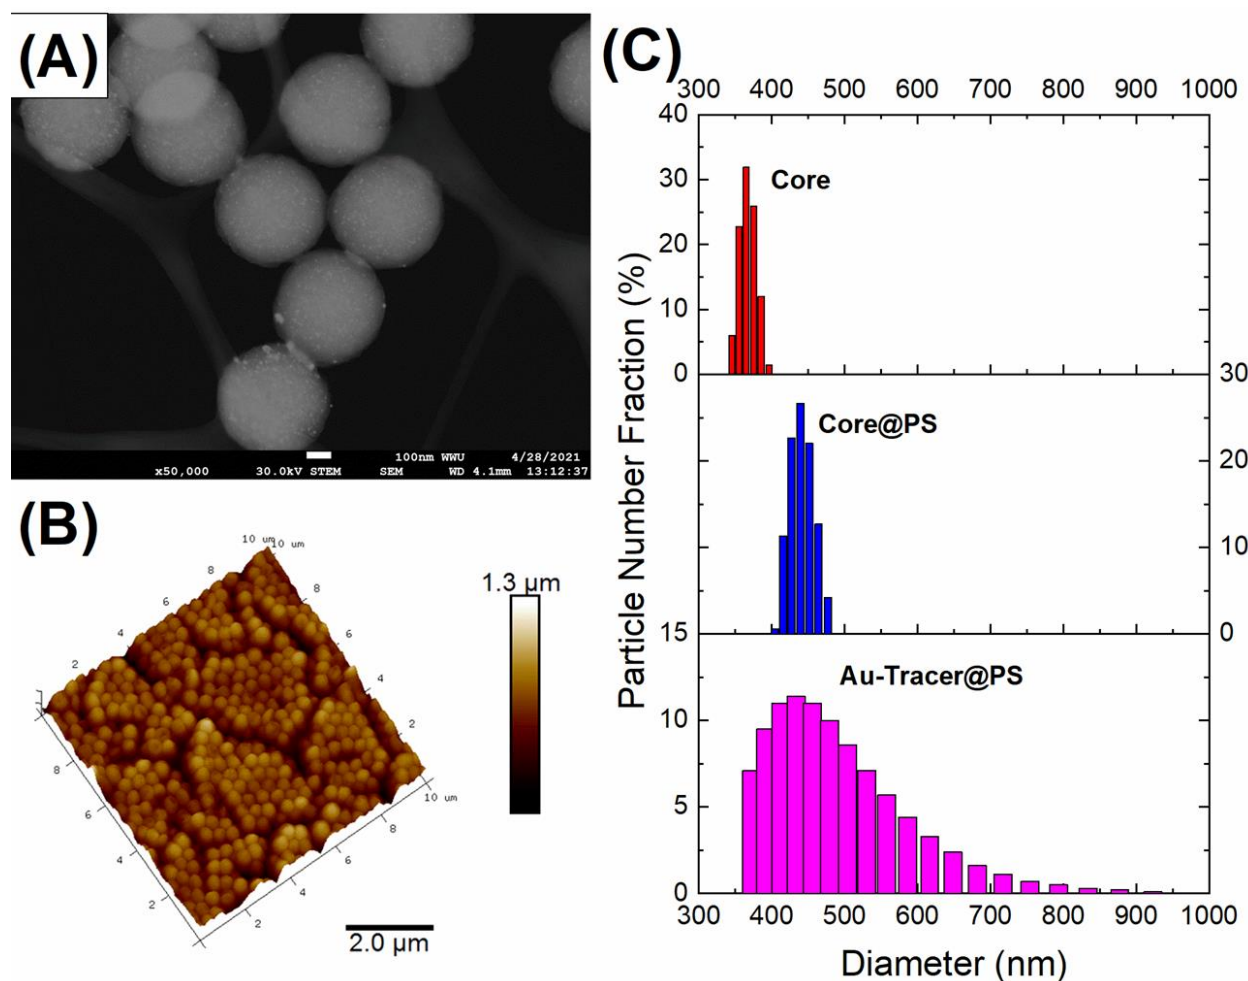 (A)
100nm WWU 4/28/2021
x50,000 30.0kV STEM SEM WD 4.1mm 13:12:37
(B)
10 um
10 um
8
8
6
6
4
4
2
2
8
2
6
10 um
4
8
2
6
4
2
1.3 µm
2.0 µm
(C)
300 400 500 600 700 800 900 1000
40
30
20
10
0
Core
30
20
10
0
Core@PS
15
10
5
0
Au-Tracer@PS
Particle Number Fraction (%)
300 400 500 600 700 800 900 1000
Diameter (nm)